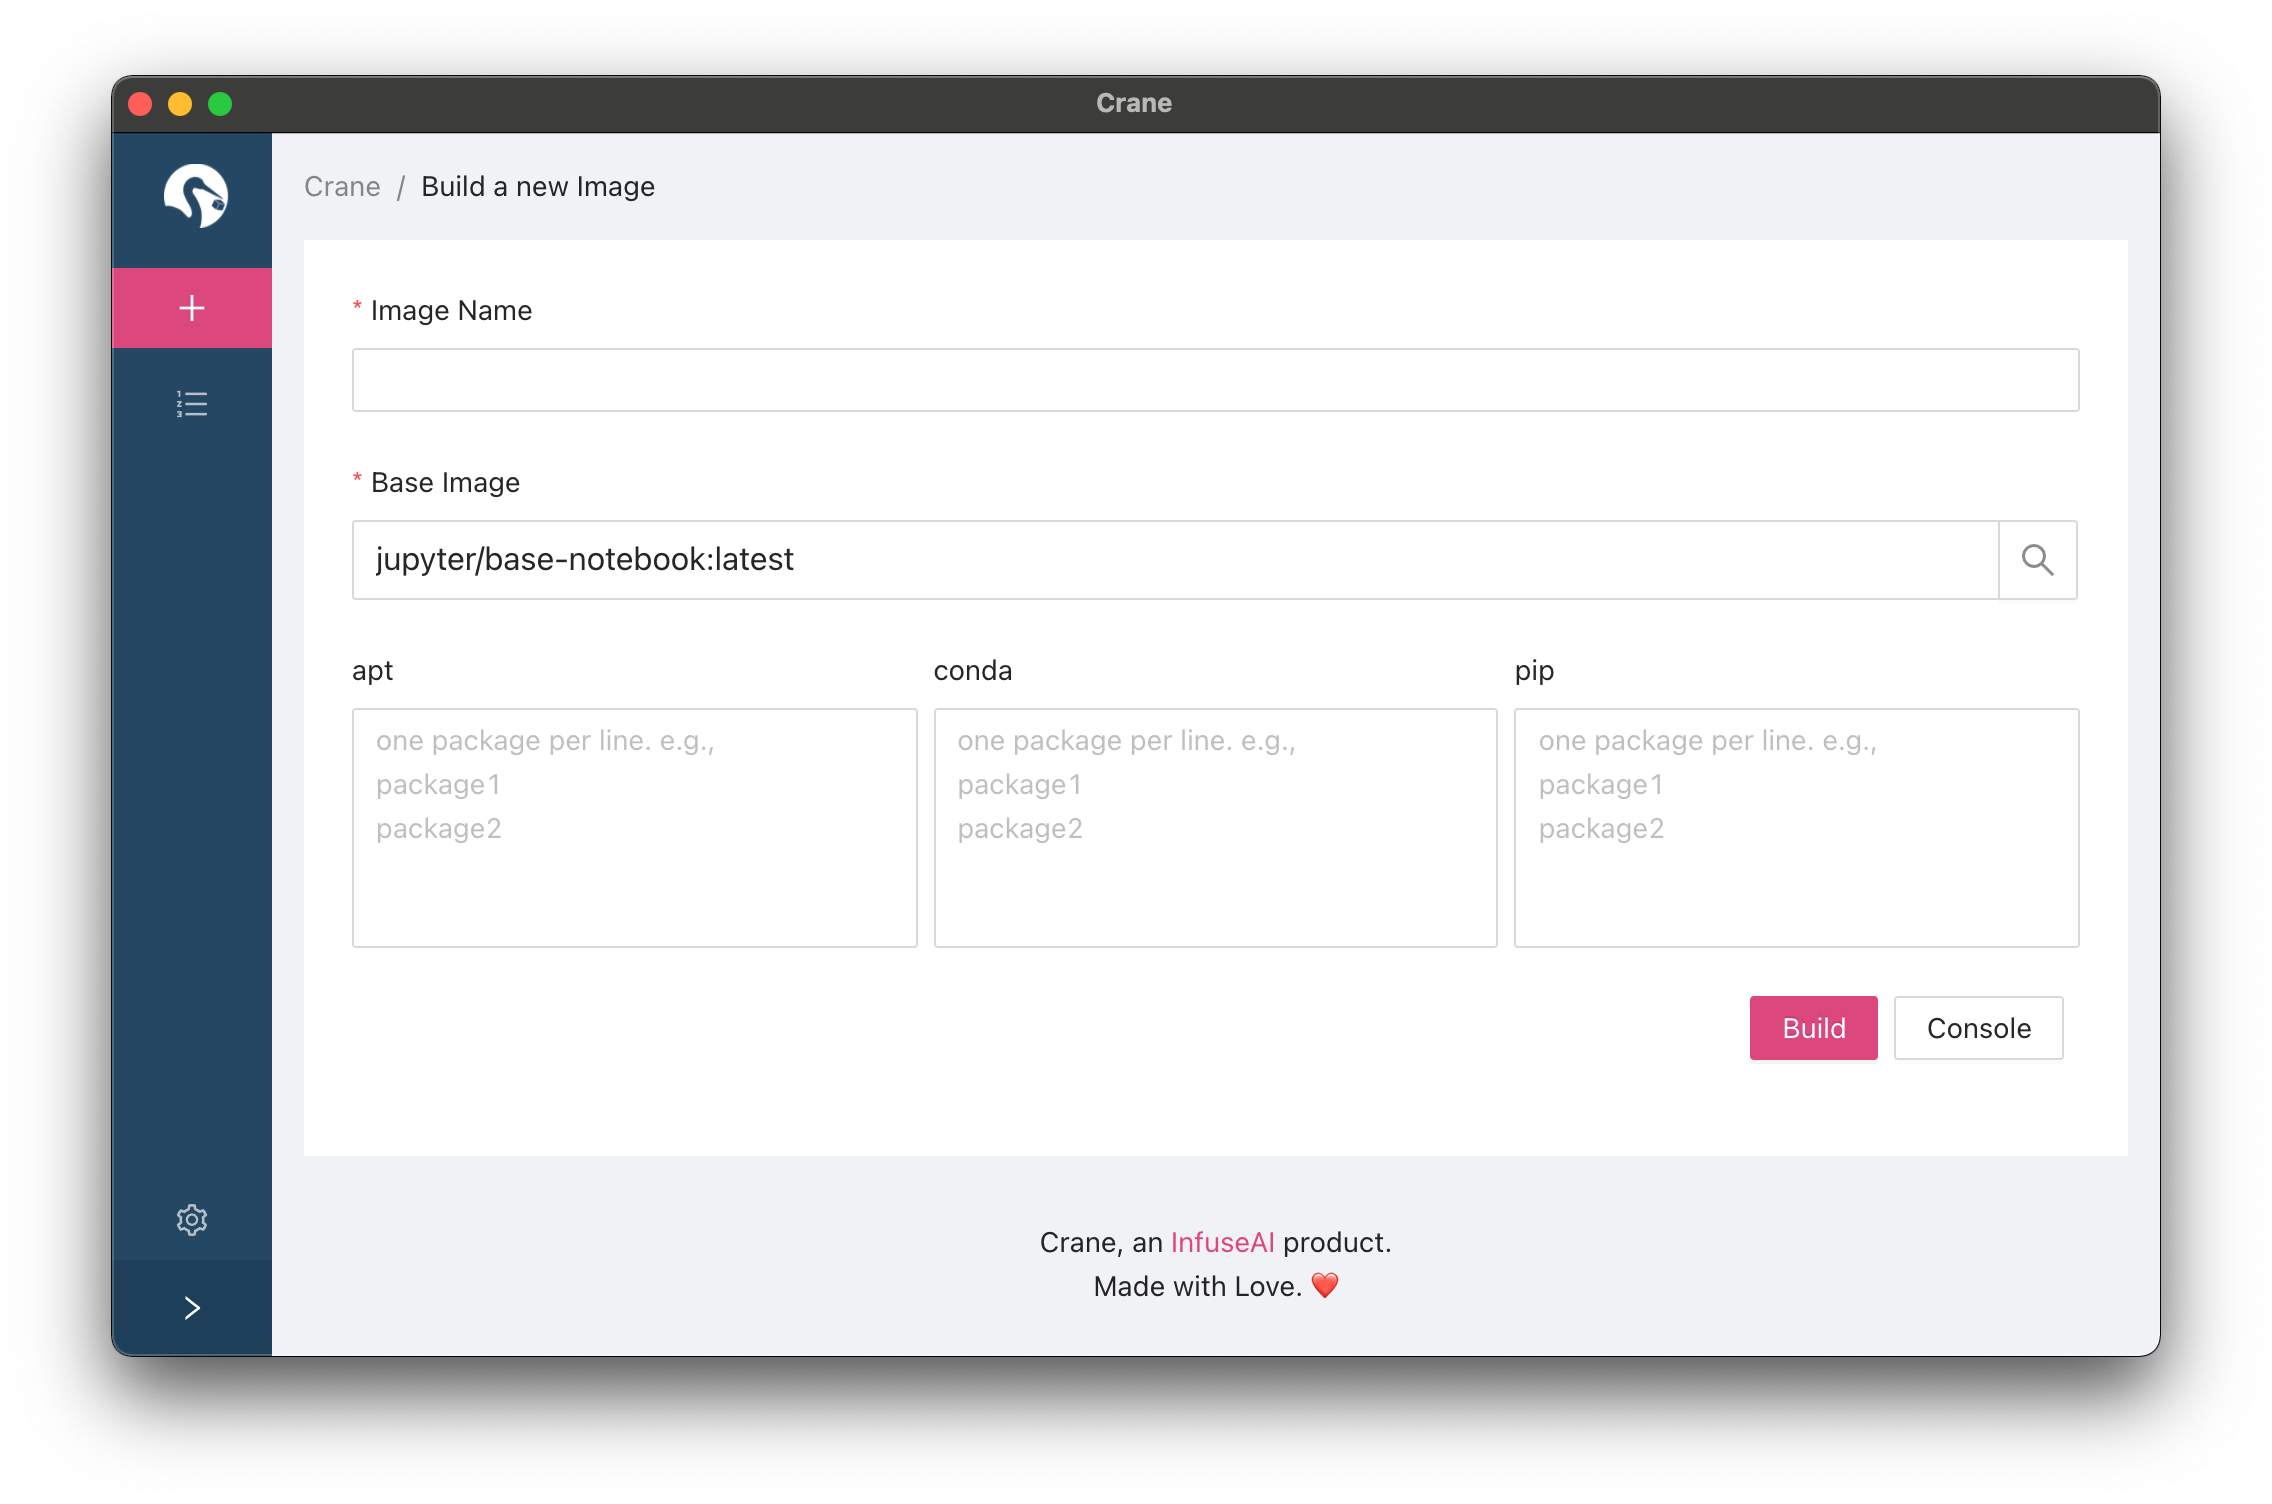 Crane
Crane / Build a new Image
* Image Name
* Base Image
jupyter/base-notebook:latest
apt
conda
pip
one package per line. e.g.,
package1
package2
one package per line. e.g.,
package1
package2
one package per line. e.g.,
package1
package2
Build
Console
Crane, an InfuseAI product.
Made with Love. ❤️